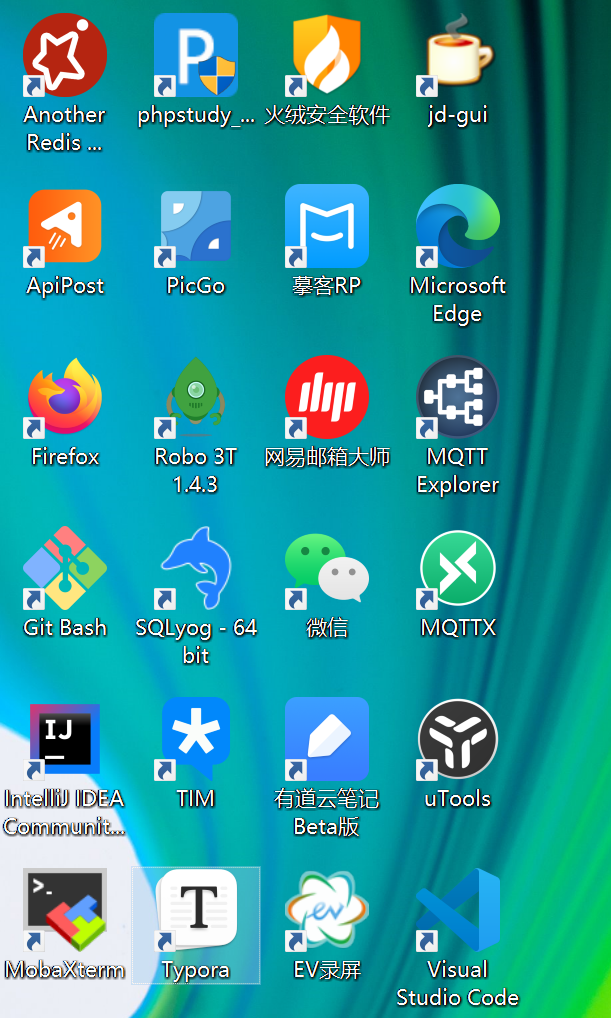 Another
Redis ...
phpstudy_...
火绒安全软件
jd-gui
ApiPost
PicGo
摹客RP
Microsoft
Edge
Firefox
Robo 3T
1.4.3
网易邮箱大师
MQTT
Explorer
Git Bash
SQLyog - 64
bit
微信
MQTTX
IJ
IntelliJ IDEA
Communit...
TIM
有道云笔记
Beta版
uTools
>_.
MobaXterm
T
Typora
ev
EV录屏
Visual
Studio Code